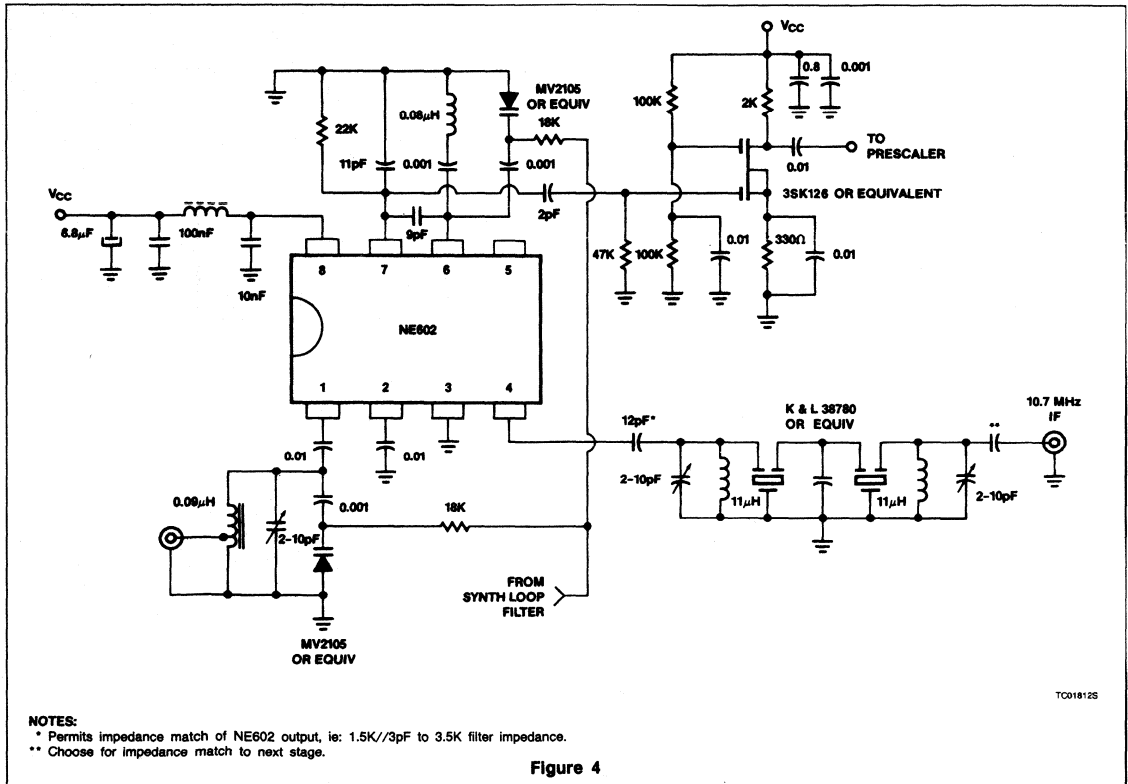 VCC
0.8
0.001
100K
2K
MV2105
OR EQUIV
18K
0.08μH
22K
TO
PRESCALER
0.01
11pF
0.001
0.001
3SK126 OR EQUIVALENT
2pF
9pF
VCC
6.8μF
100nF
10nF
47K
100K
0.01
330Ω
0.01
8
7
6
5
NE602
1
2
3
4
0.01
0.01
12pF*
K & L 38780
OR EQUIV
**
10.7 MHz
IF
2-10pF
11μH
11μH
2-10pF
0.09μH
0.001
18K
2-10pF
FROM
SYNTH LOOP
FILTER
MV2105
OR EQUIV
TC01812S
NOTES:
* Permits impedance match of NE602 output, ie: 1.5K//3pF to 3.5K filter impedance.
** Choose for impedance match to next stage.
Figure 4